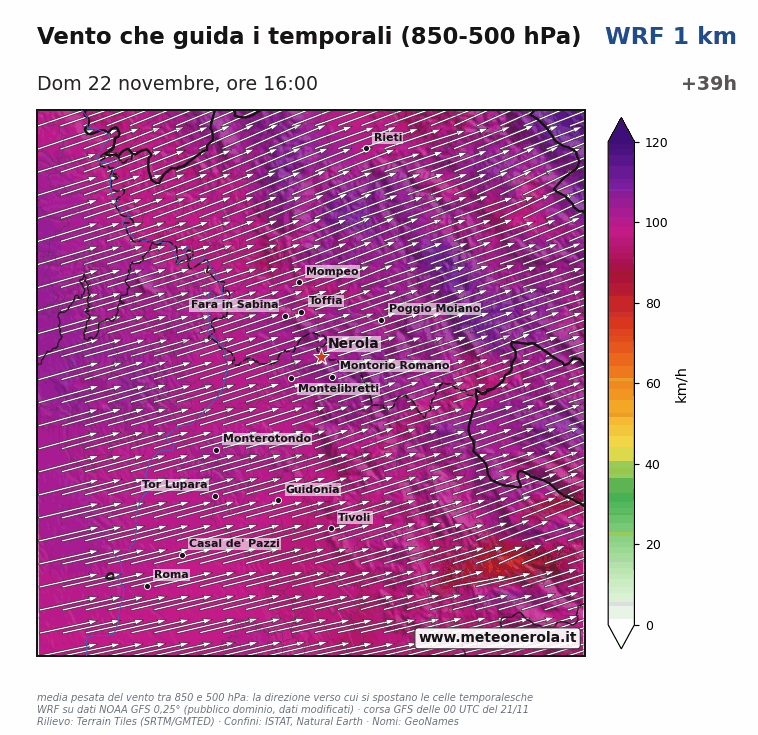 Vento che guida i temporali (850-500 hPa) WRF 1 km
Dom 22 novembre, ore 16:00 +39h
Rieti
Mompeo
Fara in Sabina
Toffia
Poggio Moiano
Nerola
Montorio Romano
Montelibretti
Monterotondo
Tor Lupara
Guidonia
Tivoli
Casal de' Pazzi
Roma
www.meteonerola.it
120
100
80
60
40
20
0
km/h
media pesata del vento tra 850 e 500 hPa: la direzione verso cui si spostano le celle temporalesche
WRF su dati NOAA GFS 0,25° (pubblico dominio, dati modificati) · corsa GFS delle 00 UTC del 21/11
Rilievo: Terrain Tiles (SRTM/GMTED) · Confini: ISTAT, Natural Earth · Nomi: GeoNames